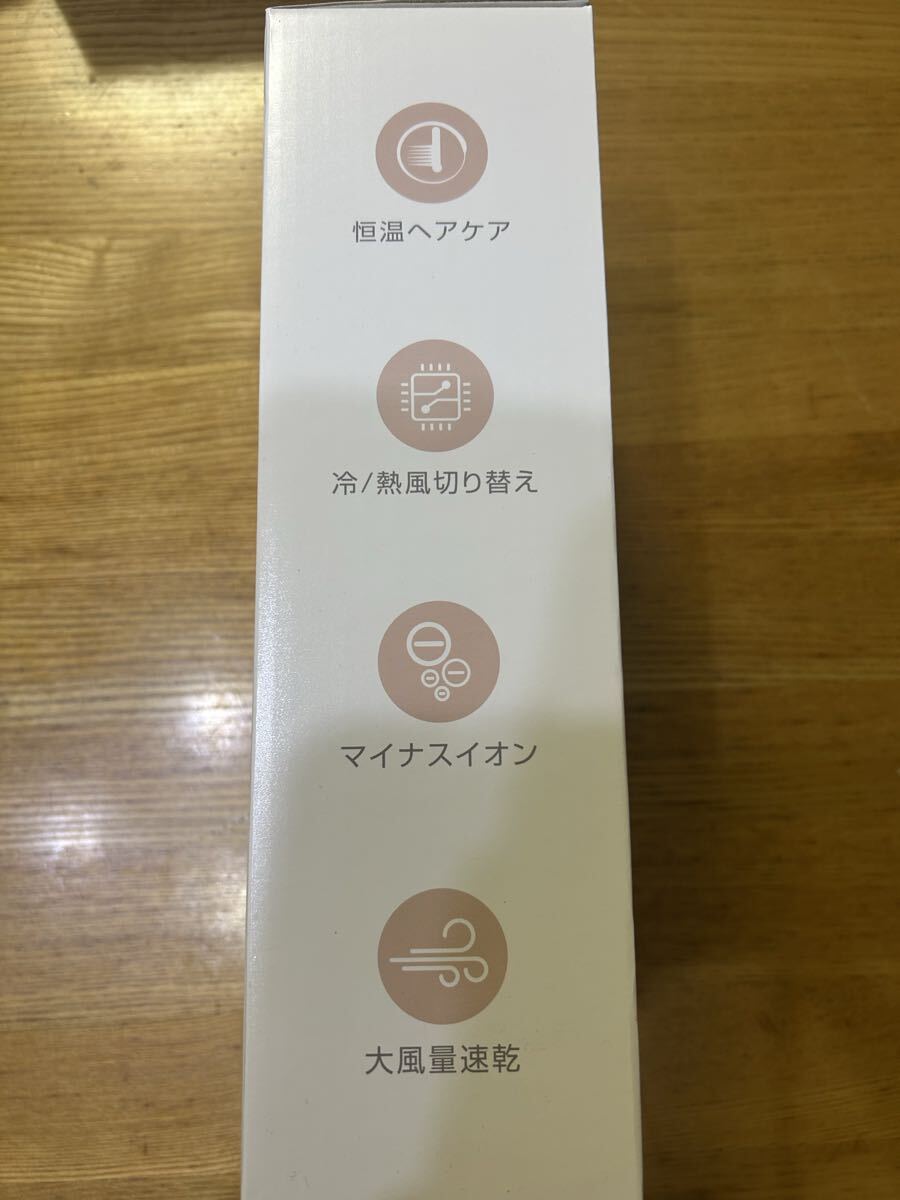 恒温ヘアケア
冷/熱風切り替え
マイナスイオン
大風量速乾